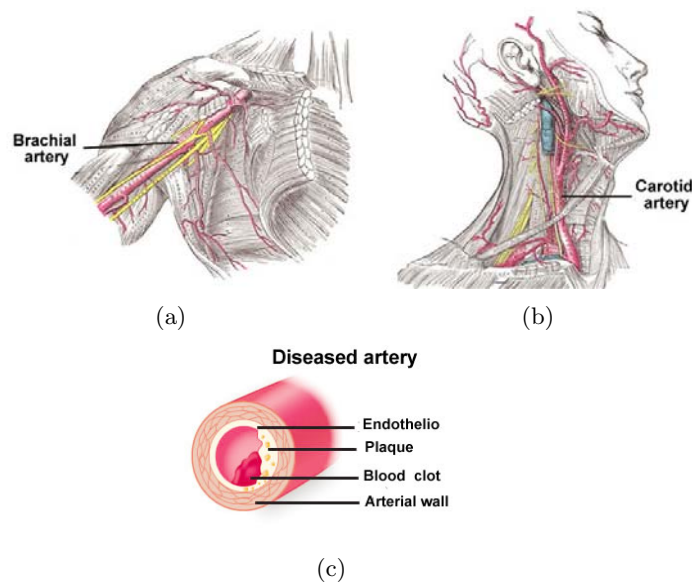 Brachial
artery
Carotid
artery
(a)
(b)
Diseased artery
Endothelio
Plaque
Blood clot
Arterial wall
(c)